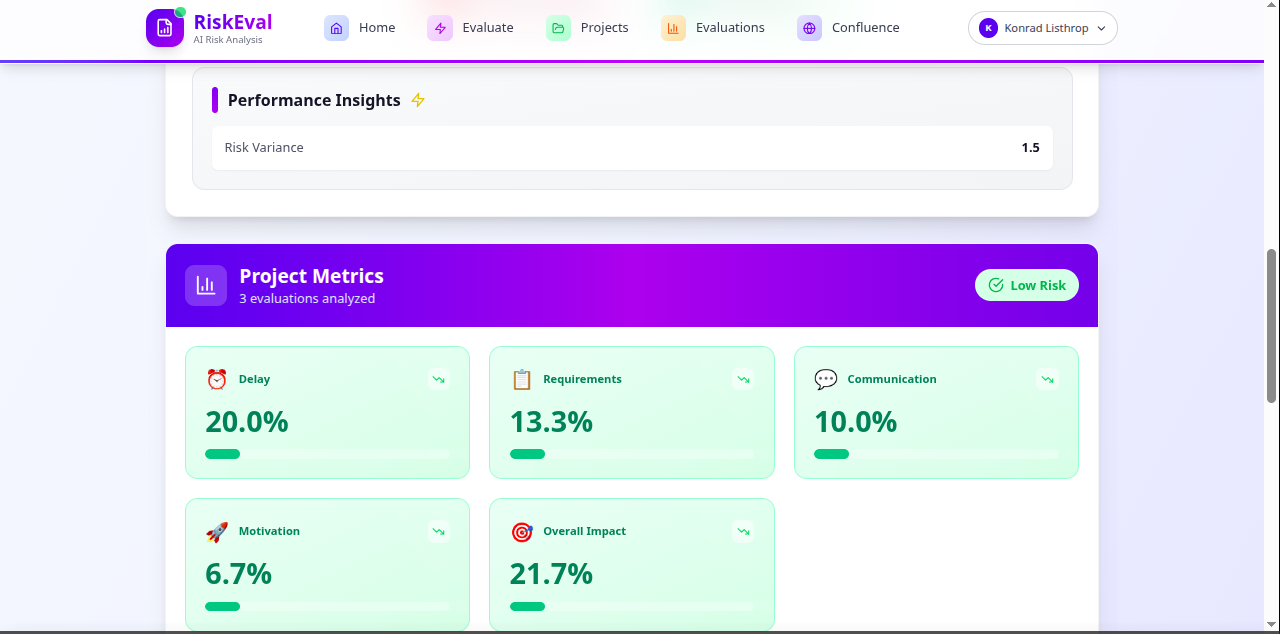 RiskEval
AI Risk Analysis
Home
Evaluate
Projects
Evaluations
Confluence
K
Konrad Listhrop
Performance Insights
Risk Variance
1.5
Project Metrics
3 evaluations analyzed
Low Risk
Delay
20.0%
Requirements
13.3%
Communication
10.0%
Motivation
6.7%
Overall Impact
21.7%